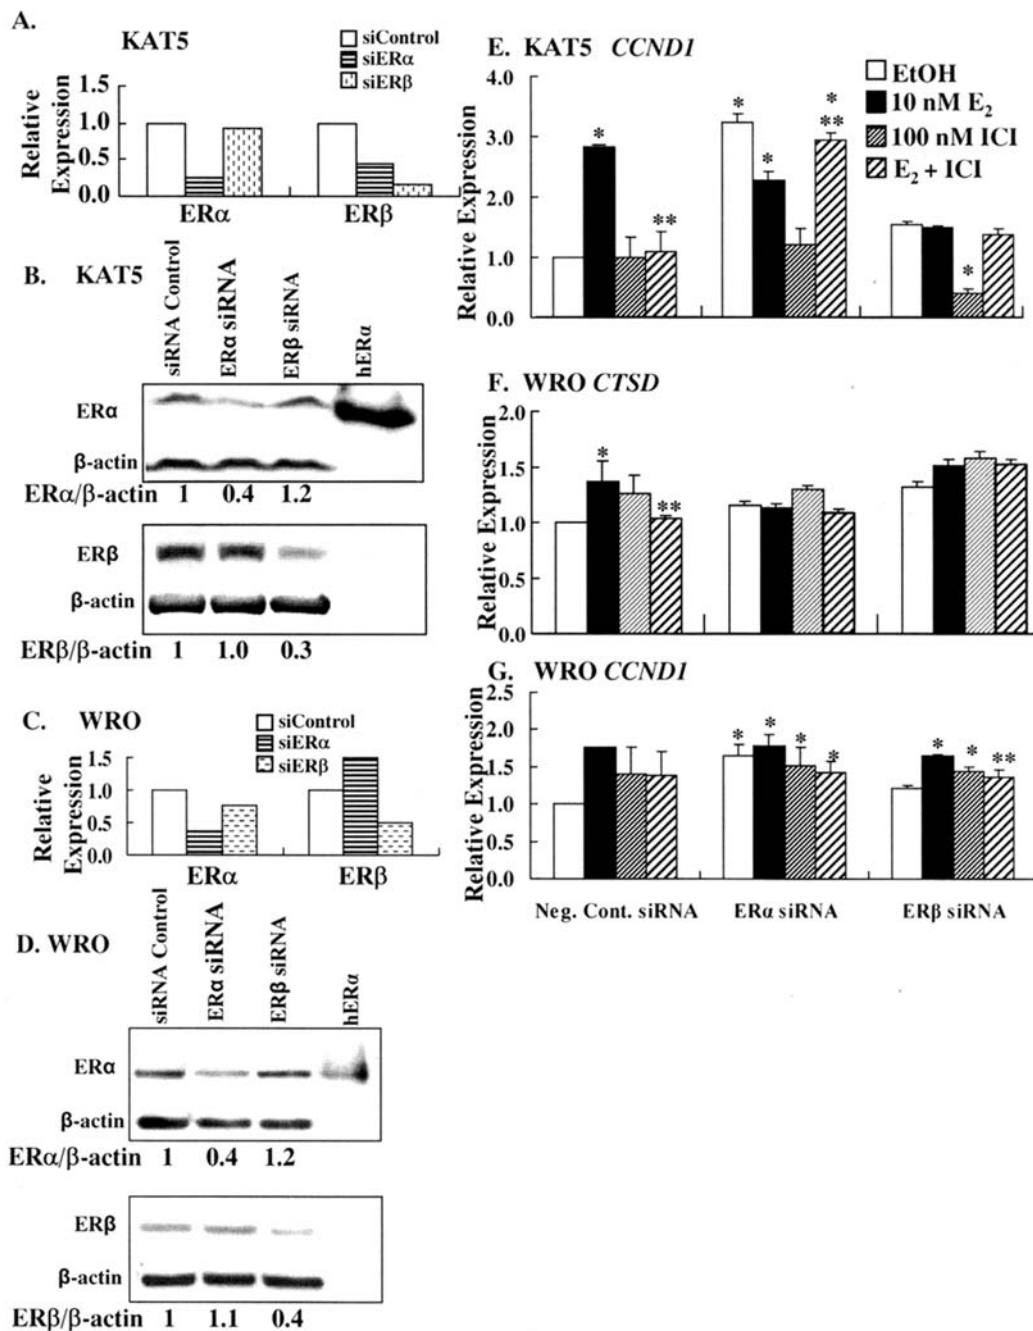 A.
KAT5
siControl
siERα
siERβ
Relative
Expression
1.5
1.0
0.5
0.0
ERα ERβ
B. KAT5
siRNA Control
ERα siRNA
ERβ siRNA
hERα
ERα
β-actin
ERα/β-actin 1 0.4 1.2
ERβ
β-actin
ERβ/β-actin 1 1.0 0.3
C. WRO
siControl
siERα
siERβ
Relative
Expression
1.5
1.0
0.5
0.0
ERα ERβ
D. WRO
siRNA Control
ERα siRNA
ERβ siRNA
hERα
ERα
β-actin
ERα/β-actin 1 0.4 1.2
ERβ
β-actin
ERβ/β-actin 1 1.1 0.4
E. KAT5 CCND1
EtOH
10 nM E2
100 nM ICI
E2 + ICI
Relative Expression
4.0
3.0
2.0
1.0
0.0
* ** * * * ** *
F. WRO CTSD
Relative Expression
2.0
1.5
1.0
0.5
0.0
* **
G. WRO CCND1
Relative Expression
2.5
2.0
1.5
1.0
0.5
0.0
* * * * * * **
Neg. Cont. siRNA ERα siRNA ERβ siRNA